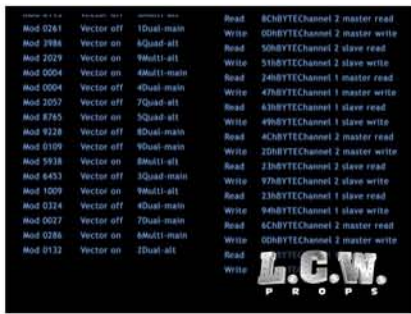 Mod 0261 Vector off 1Dual-main
Mod 3986 Vector on 6Quad-alt
Mod 2029 Vector on 9Multi-alt
Mod 0004 Vector on 4Multi-main
Mod 0004 Vector off 4Dual-main
Mod 2057 Vector off 7Quad-alt
Mod 8765 Vector on 5Quad-alt
Mod 9228 Vector off 8Dual-main
Mod 0109 Vector off 9Dual-main
Mod 5938 Vector on 8Multi-alt
Mod 6453 Vector off 3Quad-main
Mod 1009 Vector on 9Multi-alt
Mod 0324 Vector off 4Dual-main
Mod 0027 Vector off 7Dual-main
Mod 0286 Vector on 6Multi-main
Mod 0132 Vector on 2Dual-alt
Read 8ChBYTEChannel 2 master read
Write 0DhBYTEChannel 2 master write
Read 50hBYTEChannel 2 slave read
Write 51hBYTEChannel 2 slave write
Read 24hBYTEChannel 1 master read
Write 47hBYTEChannel 1 master write
Read 63hBYTEChannel 1 slave read
Write 49hBYTEChannel 1 slave write
Read 4ChBYTEChannel 2 master read
Write 2DhBYTEChannel 2 master write
Read 23hBYTEChannel 2 slave read
Write 97hBYTEChannel 2 slave write
Read 23hBYTEChannel 1 slave read
Write 94hBYTEChannel 1 slave write
Read 6ChBYTEChannel 2 master read
Write 0DhBYTEChannel 2 master write
Read
Write
L.C.W.
PROPS